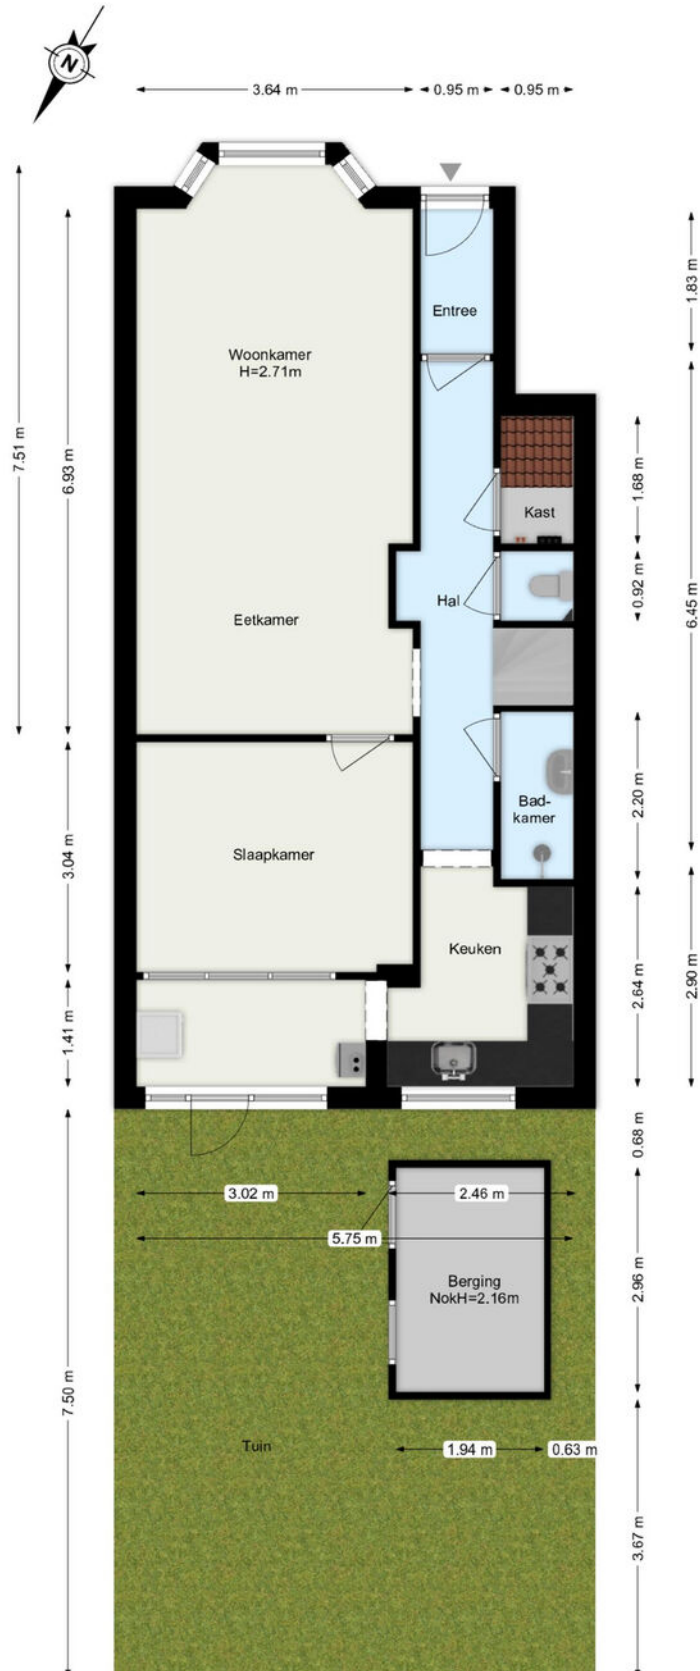 N
3.64 m
0.95 m
0.95 m
7.51 m
6.93 m
1.83 m
Entree
Woonkamer
H=2.71m
1.68 m
Kast
6.45 m
0.92 m
Hal
Eetkamer
2.20 m
Bad-
kamer
3.04 m
Slaapkamer
Keuken
2.64 m
2.90 m
1.41 m
0.68 m
3.02 m
2.46 m
5.75 m
2.96 m
Berging
NokH=2.16m
7.50 m
Tuin
1.94 m
0.63 m
3.67 m